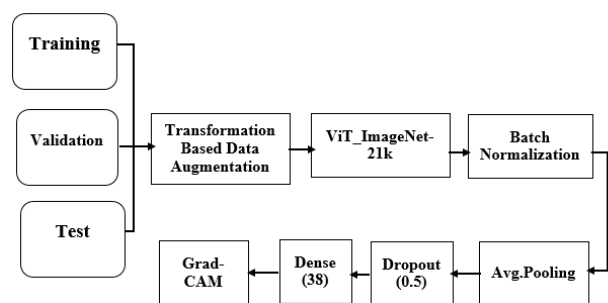 Training
Validation
Test
Transformation
Based Data
Augmentation
ViT_ImageNet-
21k
Batch
Normalization
Avg.Pooling
Dropout
(0.5)
Dense
(38)
Grad-
CAM